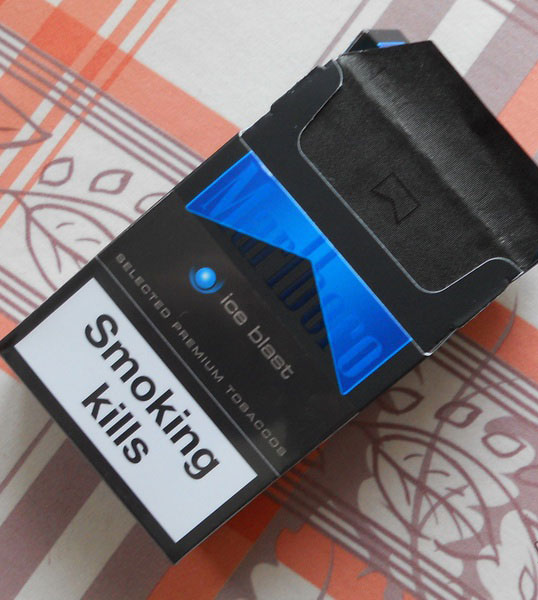 Marlboro
ice blast
SELECTED PREMIUM TOBACCOS
Smoking
kills